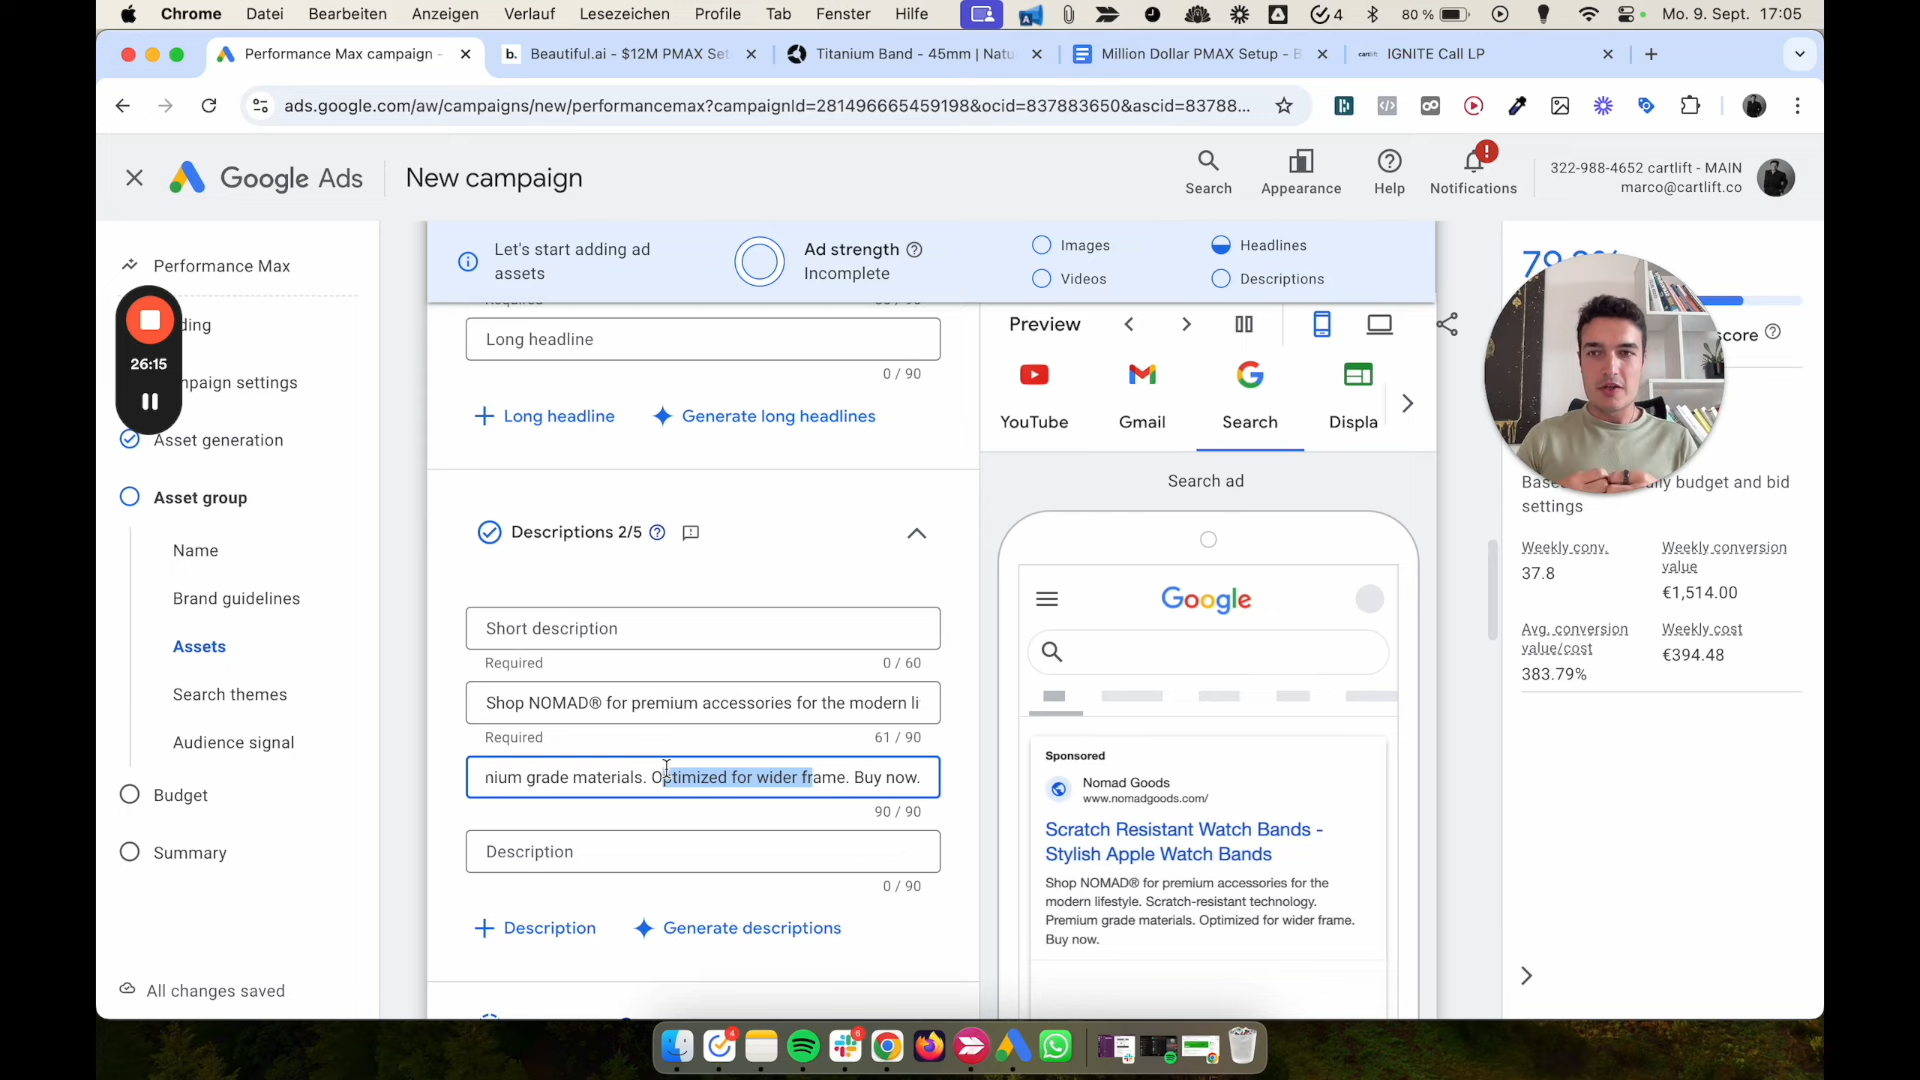 Chrome Datei Bearbeiten Anzeigen Verlauf Lesezeichen Profile Tab Fenster Hilfe 4 80 % Mo. 9. Sept. 17:05
Performance Max campaign - Beautiful.ai - $12M PMAX Set Titanium Band - 45mm | Natu Million Dollar PMAX Setup - B IGNITE Call LP
ads.google.com/aw/campaigns/new/performancemax?campaignId=281496665459198&ocid=837883650&ascid=83788...
Google Ads New campaign
Search Appearance Help Notifications
322-988-4652 cartlift - MAIN
marco@cartlift.co
Performance Max
26:15
ding
mpaign settings
Asset generation
Asset group
Name
Brand guidelines
Assets
Search themes
Audience signal
Budget
Summary
All changes saved
Let's start adding ad
assets
Ad strength
Incomplete
Images
Headlines
Videos
Descriptions
Long headline
0 / 90
Long headline
Generate long headlines
Descriptions 2/5
Short description
Required 0 / 60
Shop NOMAD® for premium accessories for the modern li
Required 61 / 90
nium grade materials. Optimized for wider frame. Buy now.
90 / 90
Description
0 / 90
Description
Generate descriptions
Preview
YouTube Gmail Search Displa
Search ad
Google
Sponsored
Nomad Goods
www.nomadgoods.com/
Scratch Resistant Watch Bands -
Stylish Apple Watch Bands
Shop NOMAD® for premium accessories for the
modern lifestyle. Scratch-resistant technology.
Premium grade materials. Optimized for wider frame.
Buy now.
core
budget and bid
settings
Weekly conv.
37.8
Weekly conversion
value
€1,514.00
Avg. conversion
value/cost
383.79%
Weekly cost
€394.48
4
6